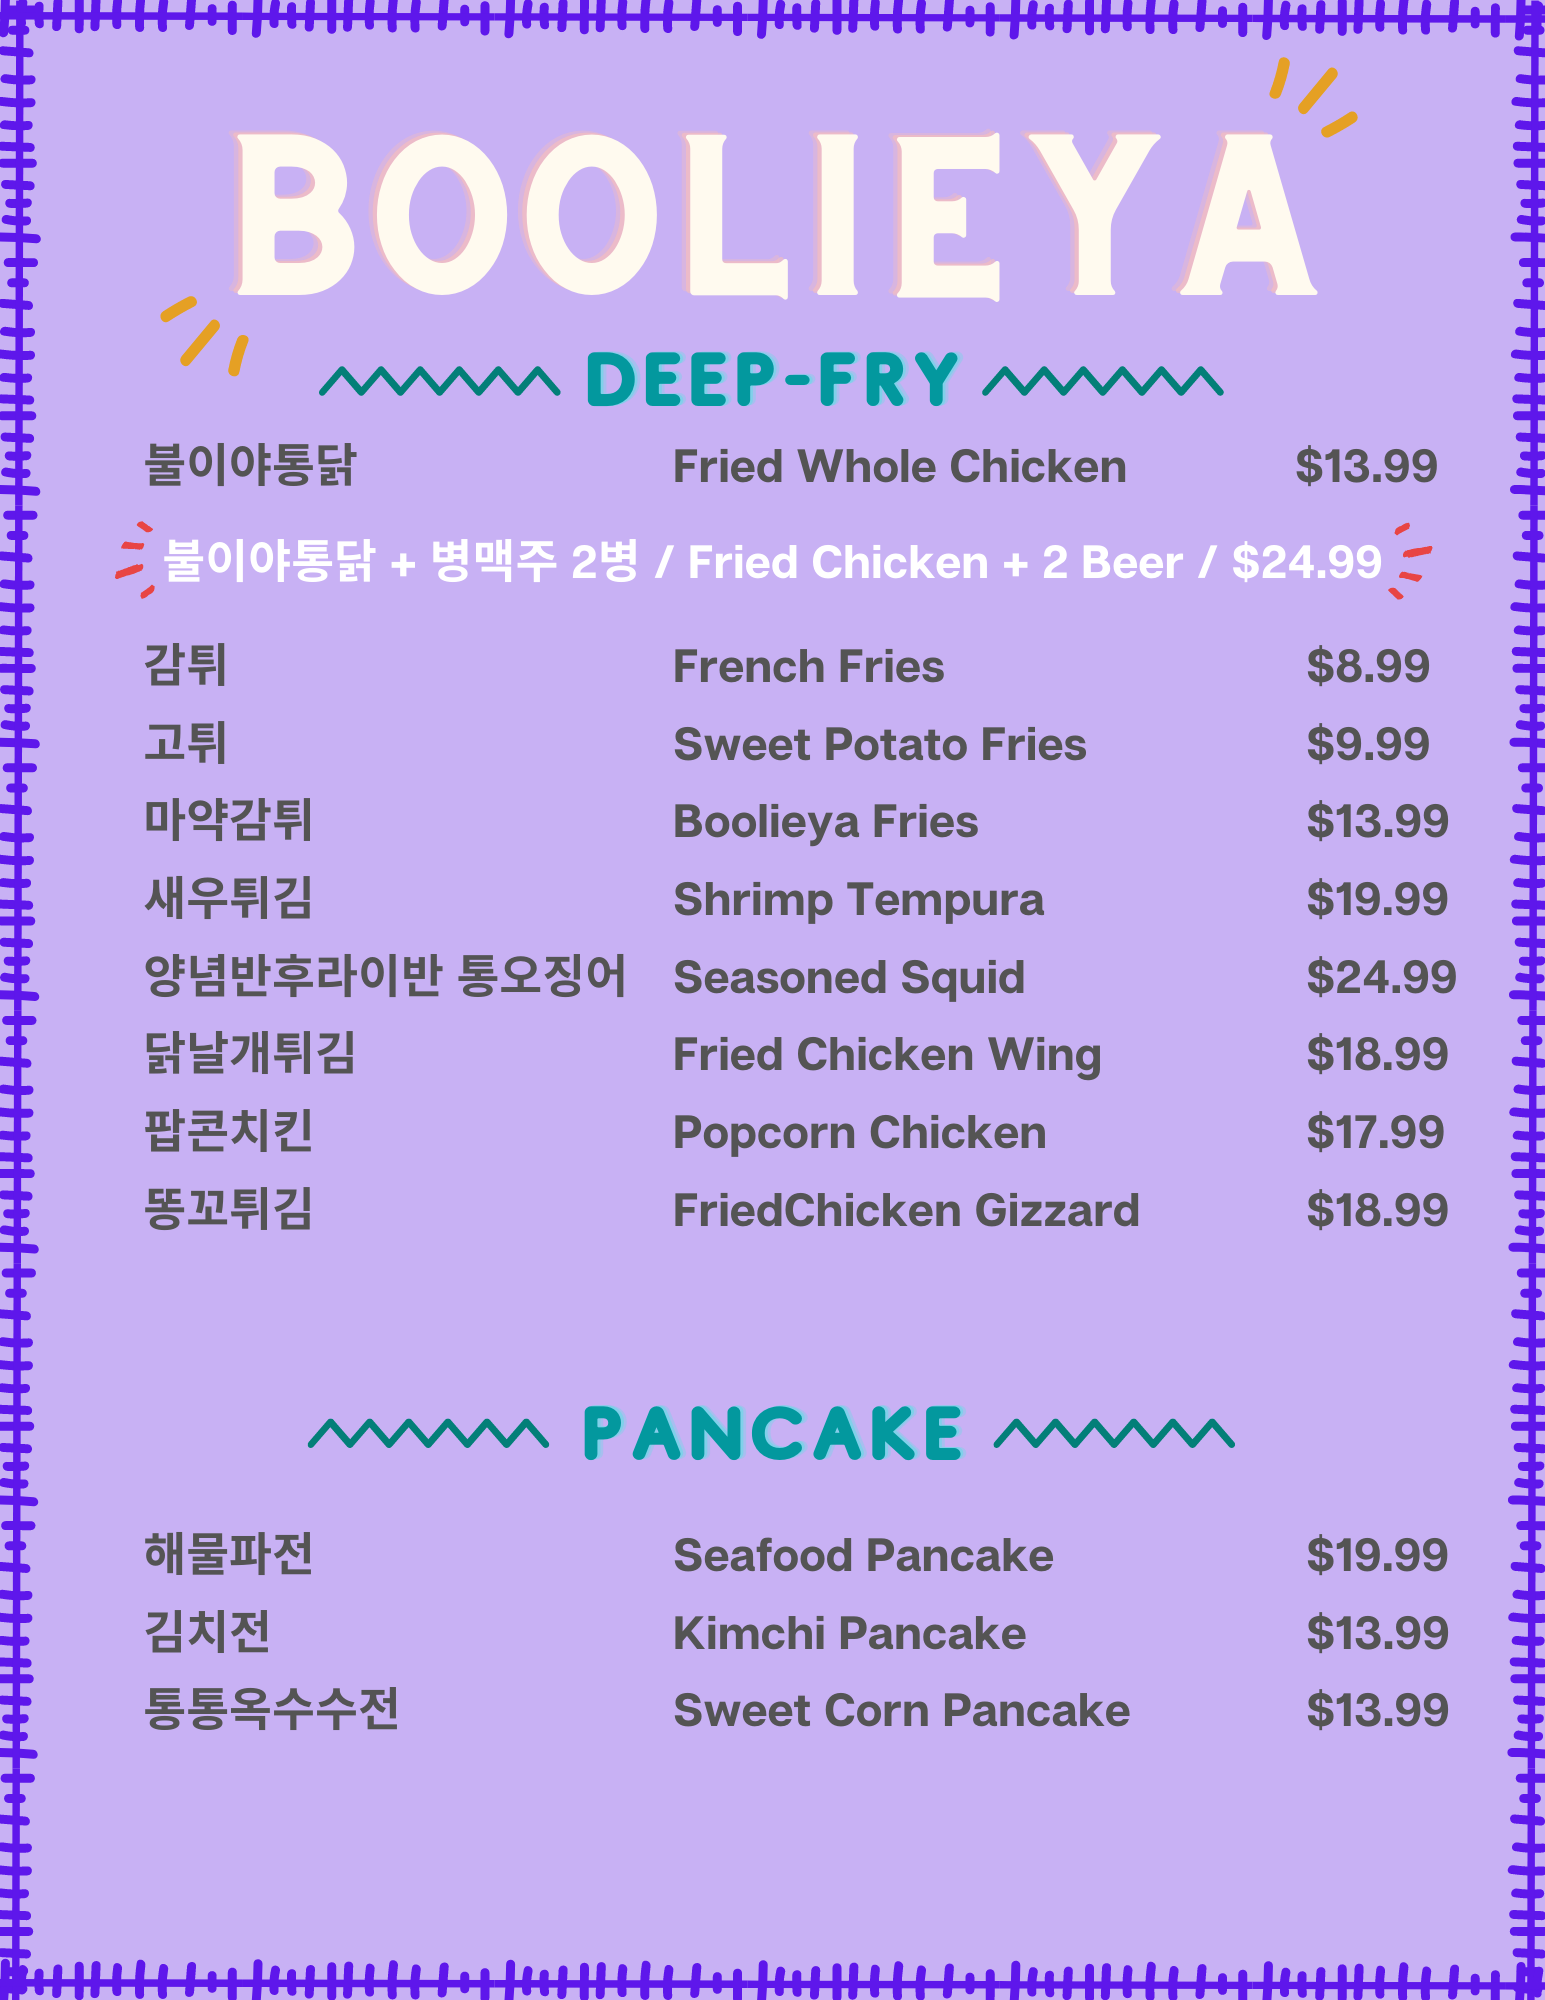 BOOLIEYA
DEEP-FRY
불이야통닭 Fried Whole Chicken $13.99
불이야통닭 + 병맥주 2병 / Fried Chicken + 2 Beer / $24.99
감튀 French Fries $8.99
고튀 Sweet Potato Fries $9.99
마약감튀 Boolieya Fries $13.99
새우튀김 Shrimp Tempura $19.99
양념반후라이반 통오징어 Seasoned Squid $24.99
닭날개튀김 Fried Chicken Wing $18.99
팝콘치킨 Popcorn Chicken $17.99
똥꼬튀김 FriedChicken Gizzard $18.99
PANCAKE
해물파전 Seafood Pancake $19.99
김치전 Kimchi Pancake $13.99
통통옥수수전 Sweet Corn Pancake $13.99